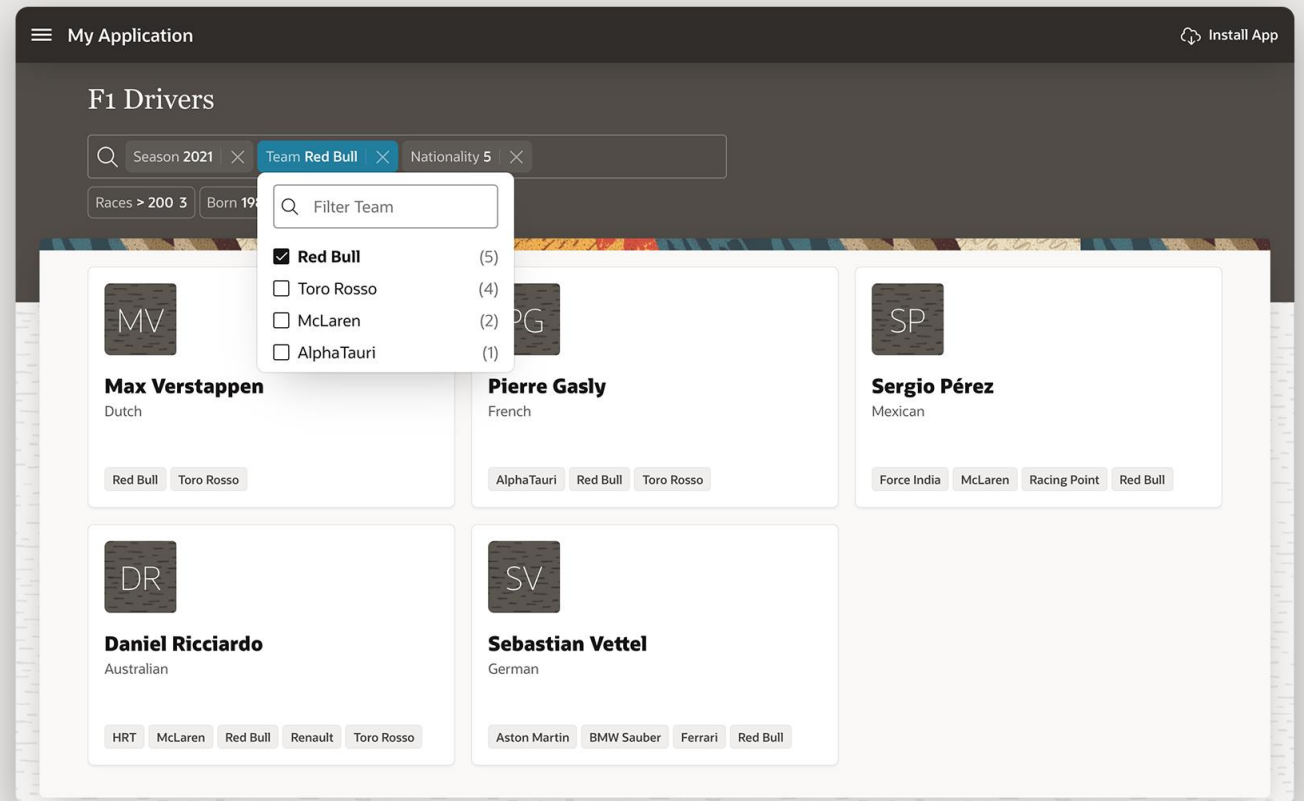 My Application
Install App
F1 Drivers
Season 2021
Team Red Bull
Nationality 5
Races > 200 3
Born
Filter Team
Red Bull (5)
Toro Rosso (4)
McLaren (2)
AlphaTauri (1)
MV
SP
Max Verstappen
Dutch
Red Bull Toro Rosso
Pierre Gasly
French
AlphaTauri Red Bull Toro Rosso
Sergio Pérez
Mexican
Force India McLaren Racing Point Red Bull
DR
Daniel Ricciardo
Australian
HRT McLaren Red Bull Renault Toro Rosso
SV
Sebastian Vettel
German
Aston Martin BMW Sauber Ferrari Red Bull